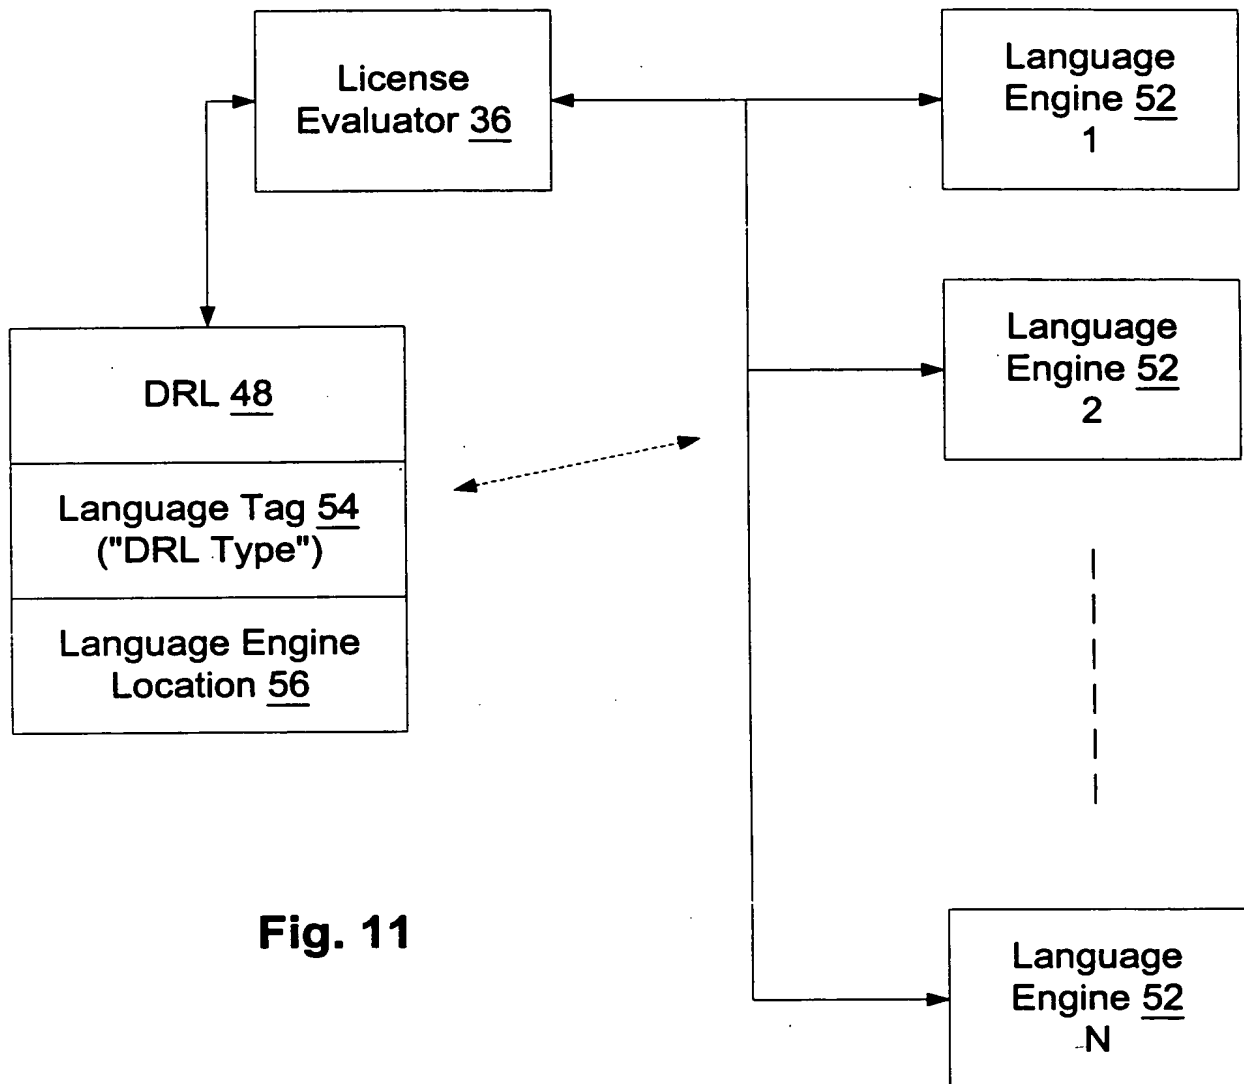 License
Evaluator 36
Language
Engine 52
1
Language
Engine 52
2
DRL 48
Language Tag 54
("DRL Type")
Language Engine
Location 56
Fig. 11
Language
Engine 52
N